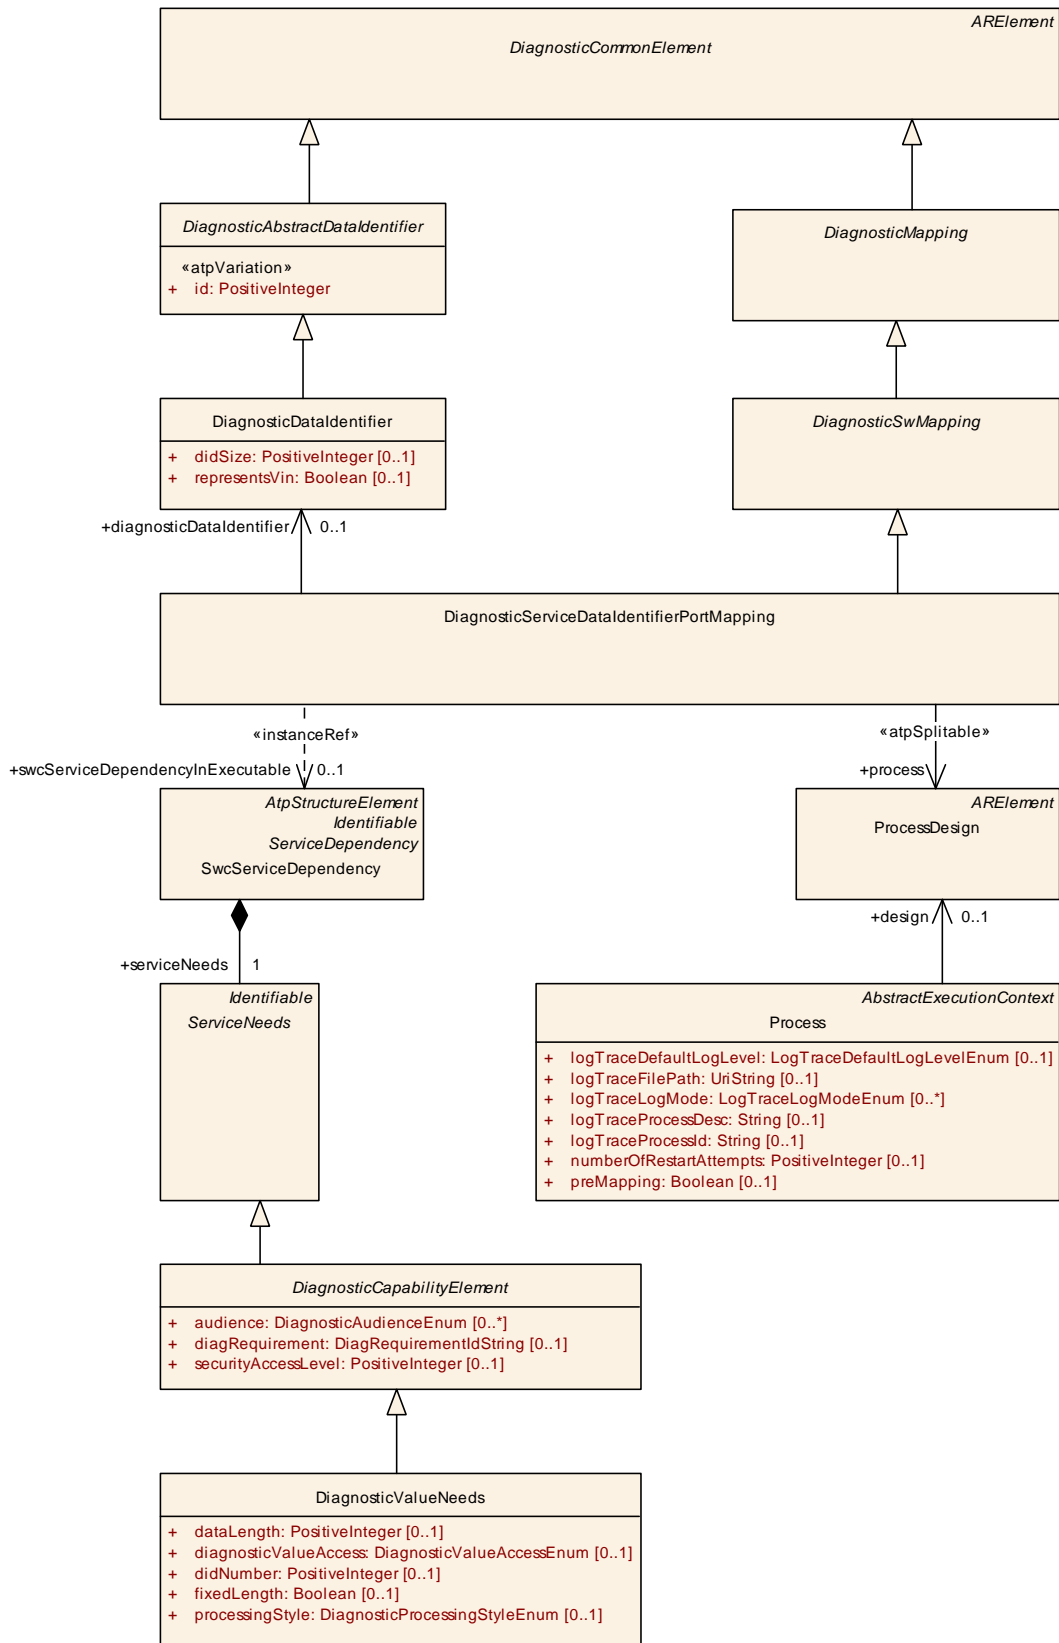 ARElement
DiagnosticCommonElement
DiagnosticAbstractDataIdentifier
«atpVariation»
+ id: PositiveInteger
DiagnosticMapping
DiagnosticDataIdentifier
+ didSize: PositiveInteger [0..1]
+ representsVin: Boolean [0..1]
DiagnosticSwMapping
+diagnosticDataIdentifier 0..1
DiagnosticServiceDataIdentifierPortMapping
«instanceRef»
«atpSplitable»
+swcServiceDependencyInExecutable 0..1
+process
AtpStructureElement
Identifiable
ServiceDependency
SwcServiceDependency
ARElement
ProcessDesign
+design 0..1
+serviceNeeds 1
Identifiable
ServiceNeeds
AbstractExecutionContext
Process
+ logTraceDefaultLogLevel: LogTraceDefaultLogLevelEnum [0..1]
+ logTraceFilePath: UriString [0..1]
+ logTraceLogMode: LogTraceLogModeEnum [0..*]
+ logTraceProcessDesc: String [0..1]
+ logTraceProcessId: String [0..1]
+ numberOfRestartAttempts: PositiveInteger [0..1]
+ preMapping: Boolean [0..1]
DiagnosticCapabilityElement
+ audience: DiagnosticAudienceEnum [0..*]
+ diagRequirement: DiagRequirementIdString [0..1]
+ securityAccessLevel: PositiveInteger [0..1]
DiagnosticValueNeeds
+ dataLength: PositiveInteger [0..1]
+ diagnosticValueAccess: DiagnosticValueAccessEnum [0..1]
+ didNumber: PositiveInteger [0..1]
+ fixedLength: Boolean [0..1]
+ processingStyle: DiagnosticProcessingStyleEnum [0..1]